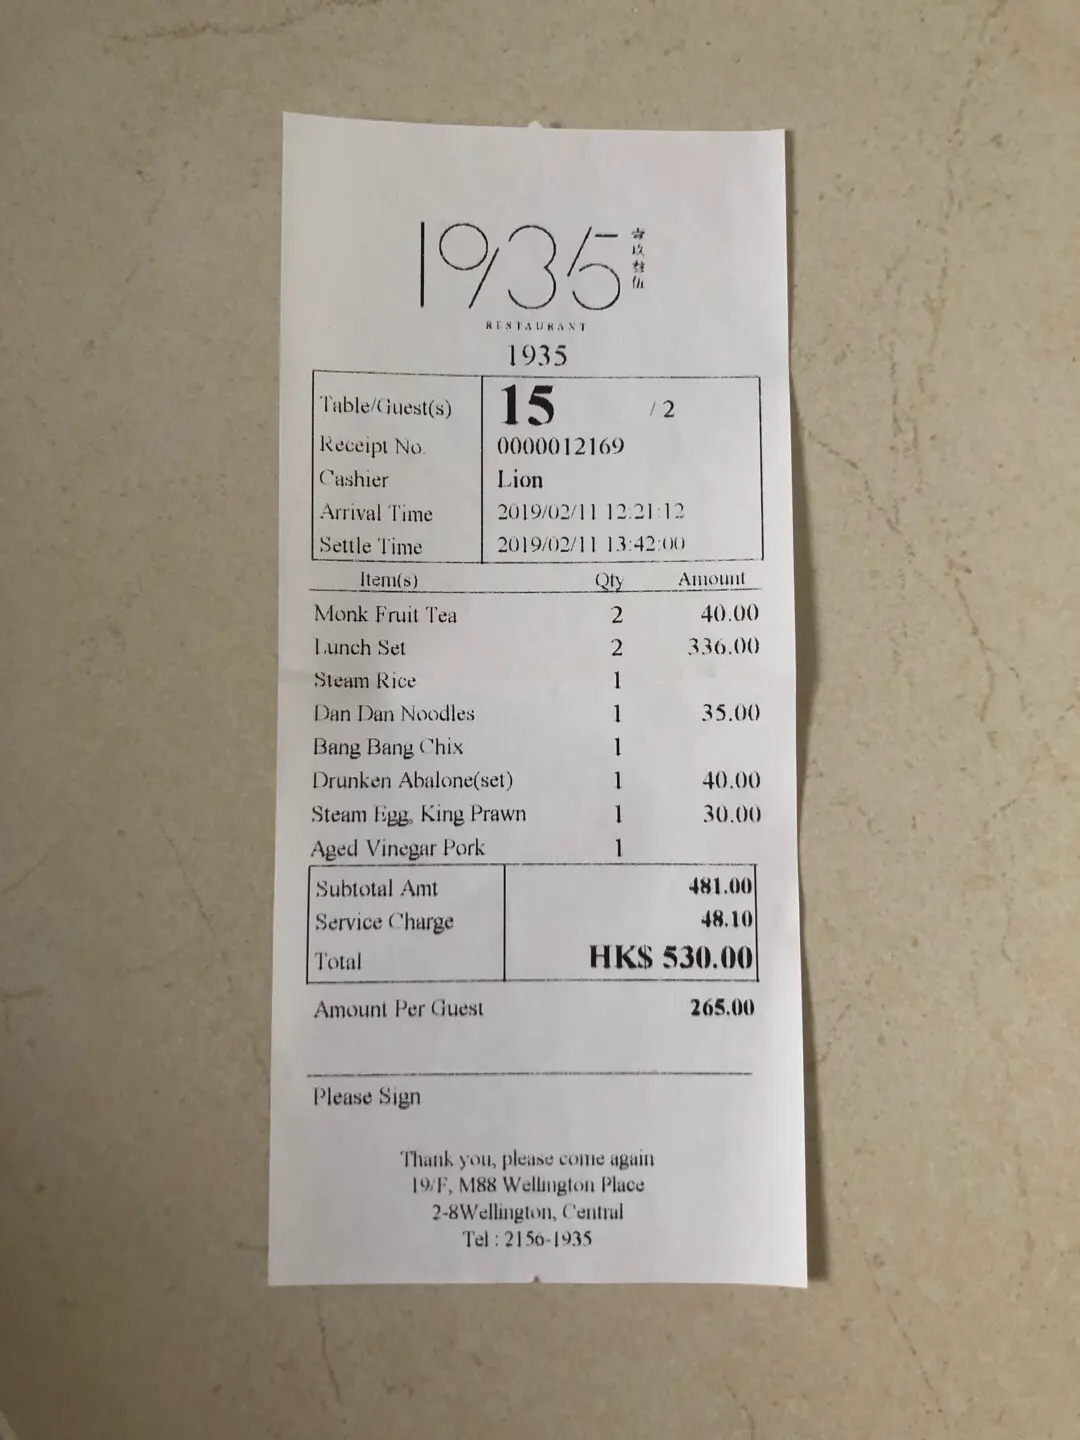 1935 壹玖叁伍
RESTAURANT
1935
Table/Guest(s) 15 / 2
Receipt No. 0000012169
Cashier Lion
Arrival Time 2019/02/11 12:21:12
Settle Time 2019/02/11 13:42:00
Item(s) Qty Amount
Monk Fruit Tea 2 40.00
Lunch Set 2 336.00
Steam Rice 1
Dan Dan Noodles 1 35.00
Bang Bang Chix 1
Drunken Abalone(set) 1 40.00
Steam Egg, King Prawn 1 30.00
Aged Vinegar Pork 1
Subtotal Amt 481.00
Service Charge 48.10
Total HK$ 530.00
Amount Per Guest 265.00
Please Sign
Thank you, please come again
19/F, M88 Wellington Place
2-8Wellington, Central
Tel : 2156-1935